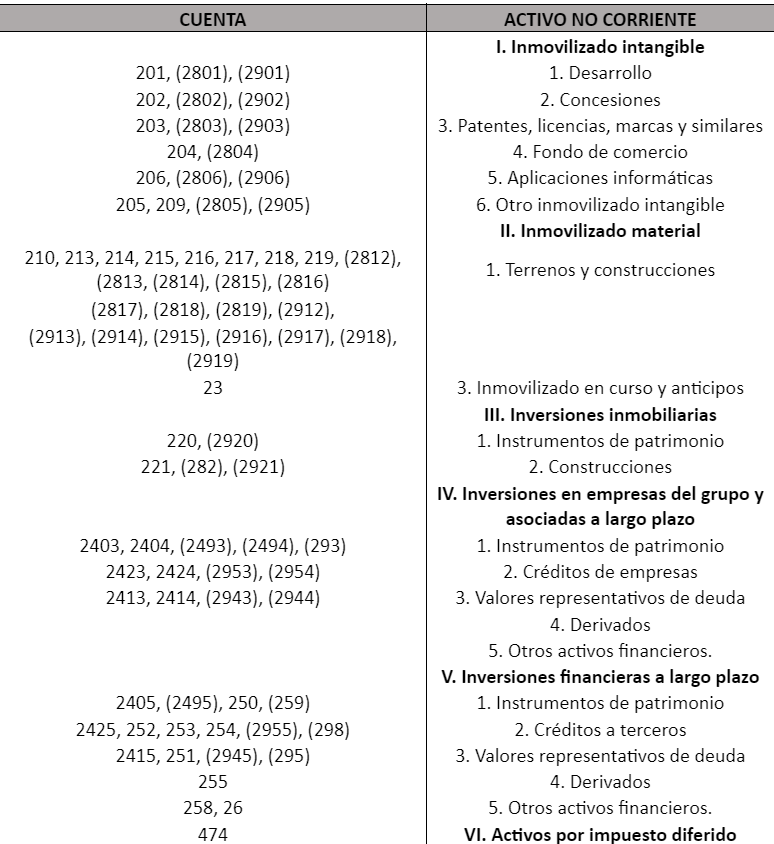 CUENTA ACTIVO NO CORRIENTE
I. Inmovilizado intangible
201, (2801), (2901) 1. Desarrollo
202, (2802), (2902) 2. Concesiones
203, (2803), (2903) 3. Patentes, licencias, marcas y similares
204, (2804) 4. Fondo de comercio
206, (2806), (2906) 5. Aplicaciones informáticas
205, 209, (2805), (2905) 6. Otro inmovilizado intangible
II. Inmovilizado material
210, 213, 214, 215, 216, 217, 218, 219, (2812),
(2813, (2814), (2815), (2816) 1. Terrenos y construcciones
(2817), (2818), (2819), (2912),
(2913), (2914), (2915), (2916), (2917), (2918),
(2919)
23 3. Inmovilizado en curso y anticipos
III. Inversiones inmobiliarias
220, (2920) 1. Instrumentos de patrimonio
221, (282), (2921) 2. Construcciones
IV. Inversiones en empresas del grupo y
asociadas a largo plazo
2403, 2404, (2493), (2494), (293) 1. Instrumentos de patrimonio
2423, 2424, (2953), (2954) 2. Créditos de empresas
2413, 2414, (2943), (2944) 3. Valores representativos de deuda
4. Derivados
5. Otros activos financieros.
V. Inversiones financieras a largo plazo
2405, (2495), 250, (259) 1. Instrumentos de patrimonio
2425, 252, 253, 254, (2955), (298) 2. Créditos a terceros
2415, 251, (2945), (295) 3. Valores representativos de deuda
255 4. Derivados
258, 26 5. Otros activos financieros.
474 VI. Activos por impuesto diferido